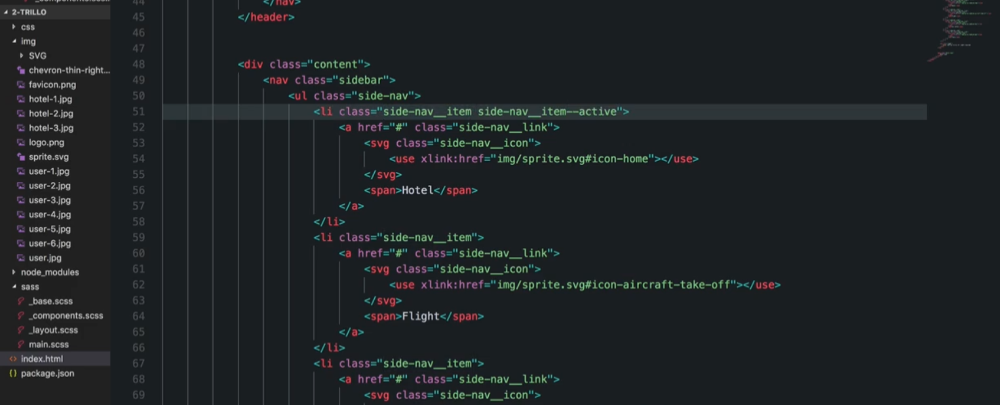 _components.scss...
2-TRILLO
css
img
SVG
chevron-thin-right...
favicon.png
hotel-1.jpg
hotel-2.jpg
hotel-3.jpg
logo.png
sprite.svg
user-1.jpg
user-2.jpg
user-3.jpg
user-4.jpg
user-5.jpg
user-6.jpg
user.jpg
node_modules
sass
_base.scss
_components.scss
_layout.scss
main.scss
<> index.html
{} package.json
44 </nav>
45 </header>
46
47
48 <div class="content">
49 <nav class="sidebar">
50 <ul class="side-nav">
51 <li class="side-nav__item side-nav__item--active">
52 <a href="#" class="side-nav__link">
53 <svg class="side-nav__icon">
54 <use xlink:href="img/sprite.svg#icon-home"></use>
55 </svg>
56 <span>Hotel</span>
57 </a>
58 </li>
59 <li class="side-nav__item">
60 <a href="#" class="side-nav__link">
61 <svg class="side-nav__icon">
62 <use xlink:href="img/sprite.svg#icon-aircraft-take-off"></use>
63 </svg>
64 <span>Flight</span>
65 </a>
66 </li>
67 <li class="side-nav__item">
68 <a href="#" class="side-nav__link">
69 <svg class="side-nav__icon">